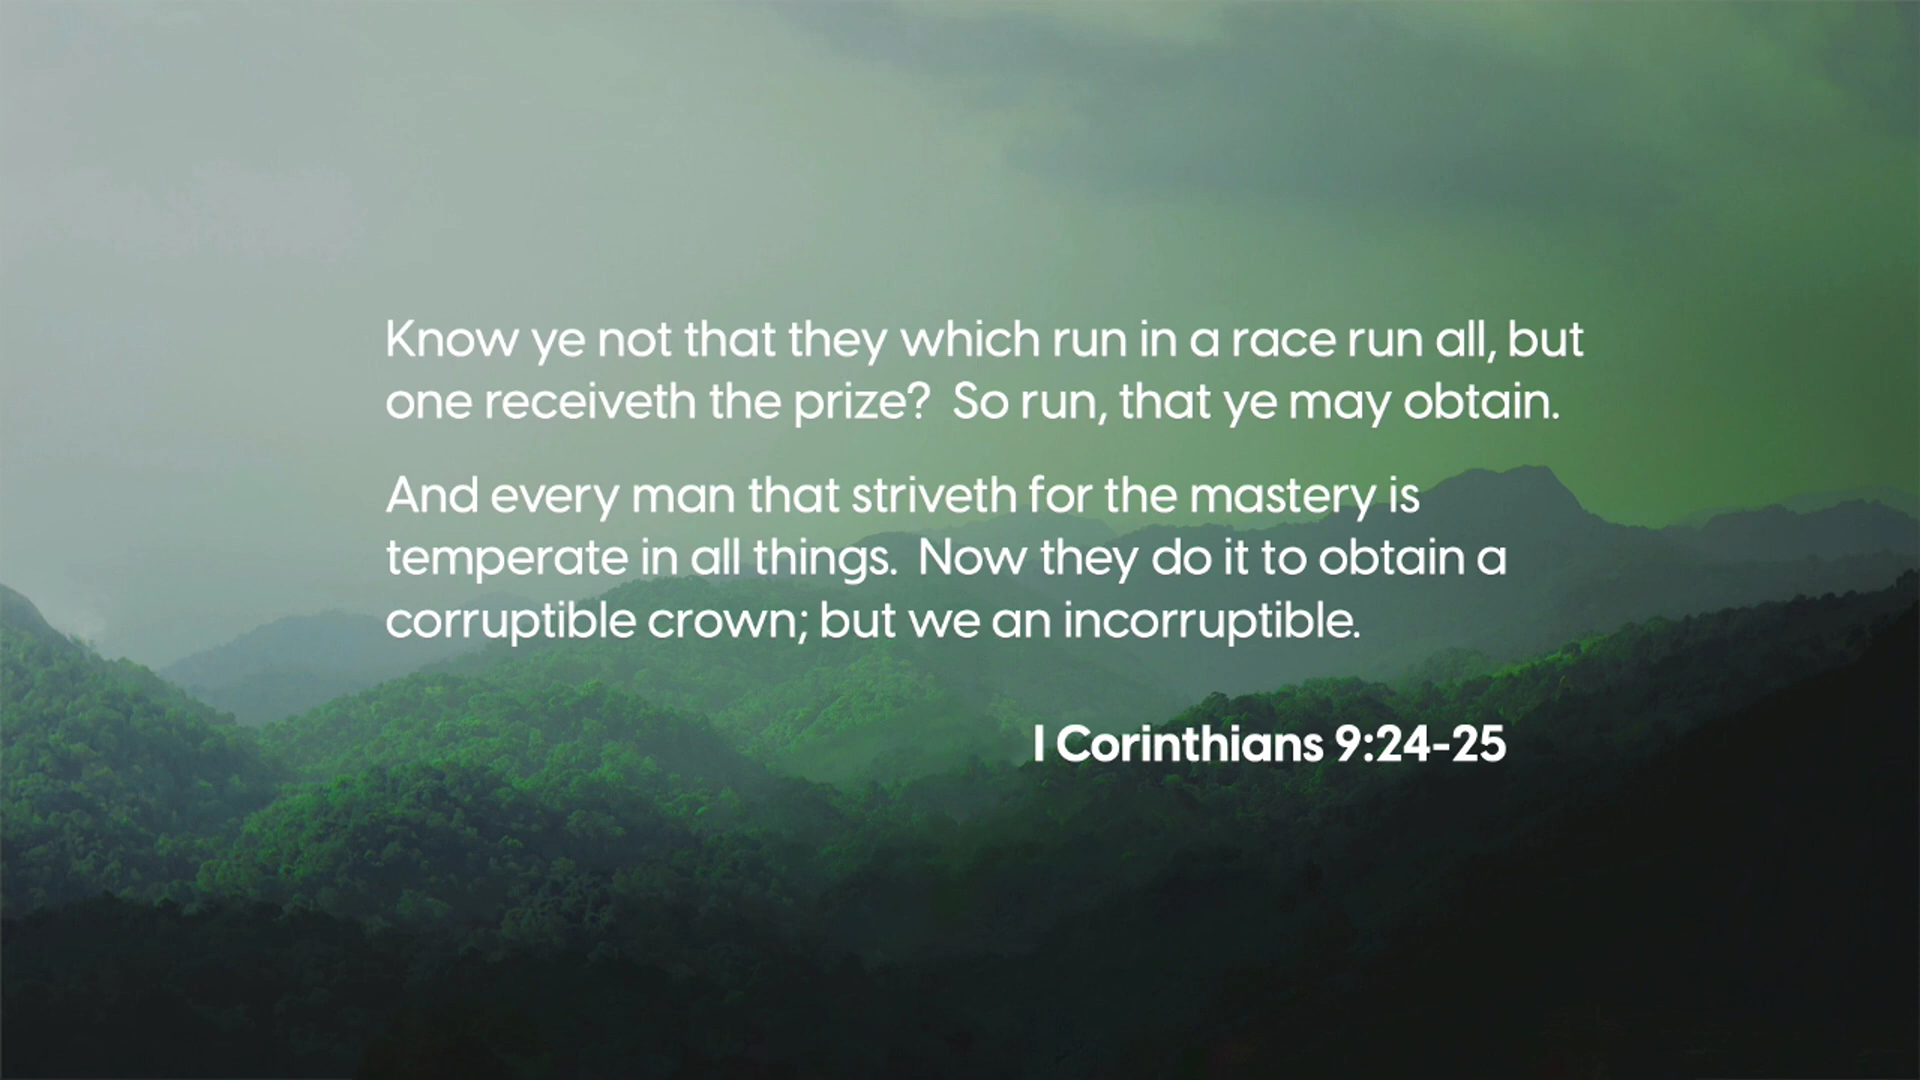 Know ye not that they which run in a race run all, but
one receiveth the prize?  So run, that ye may obtain.
And every man that striveth for the mastery is
temperate in all things.  Now they do it to obtain a
corruptible crown; but we an incorruptible.
I Corinthians 9:24-25